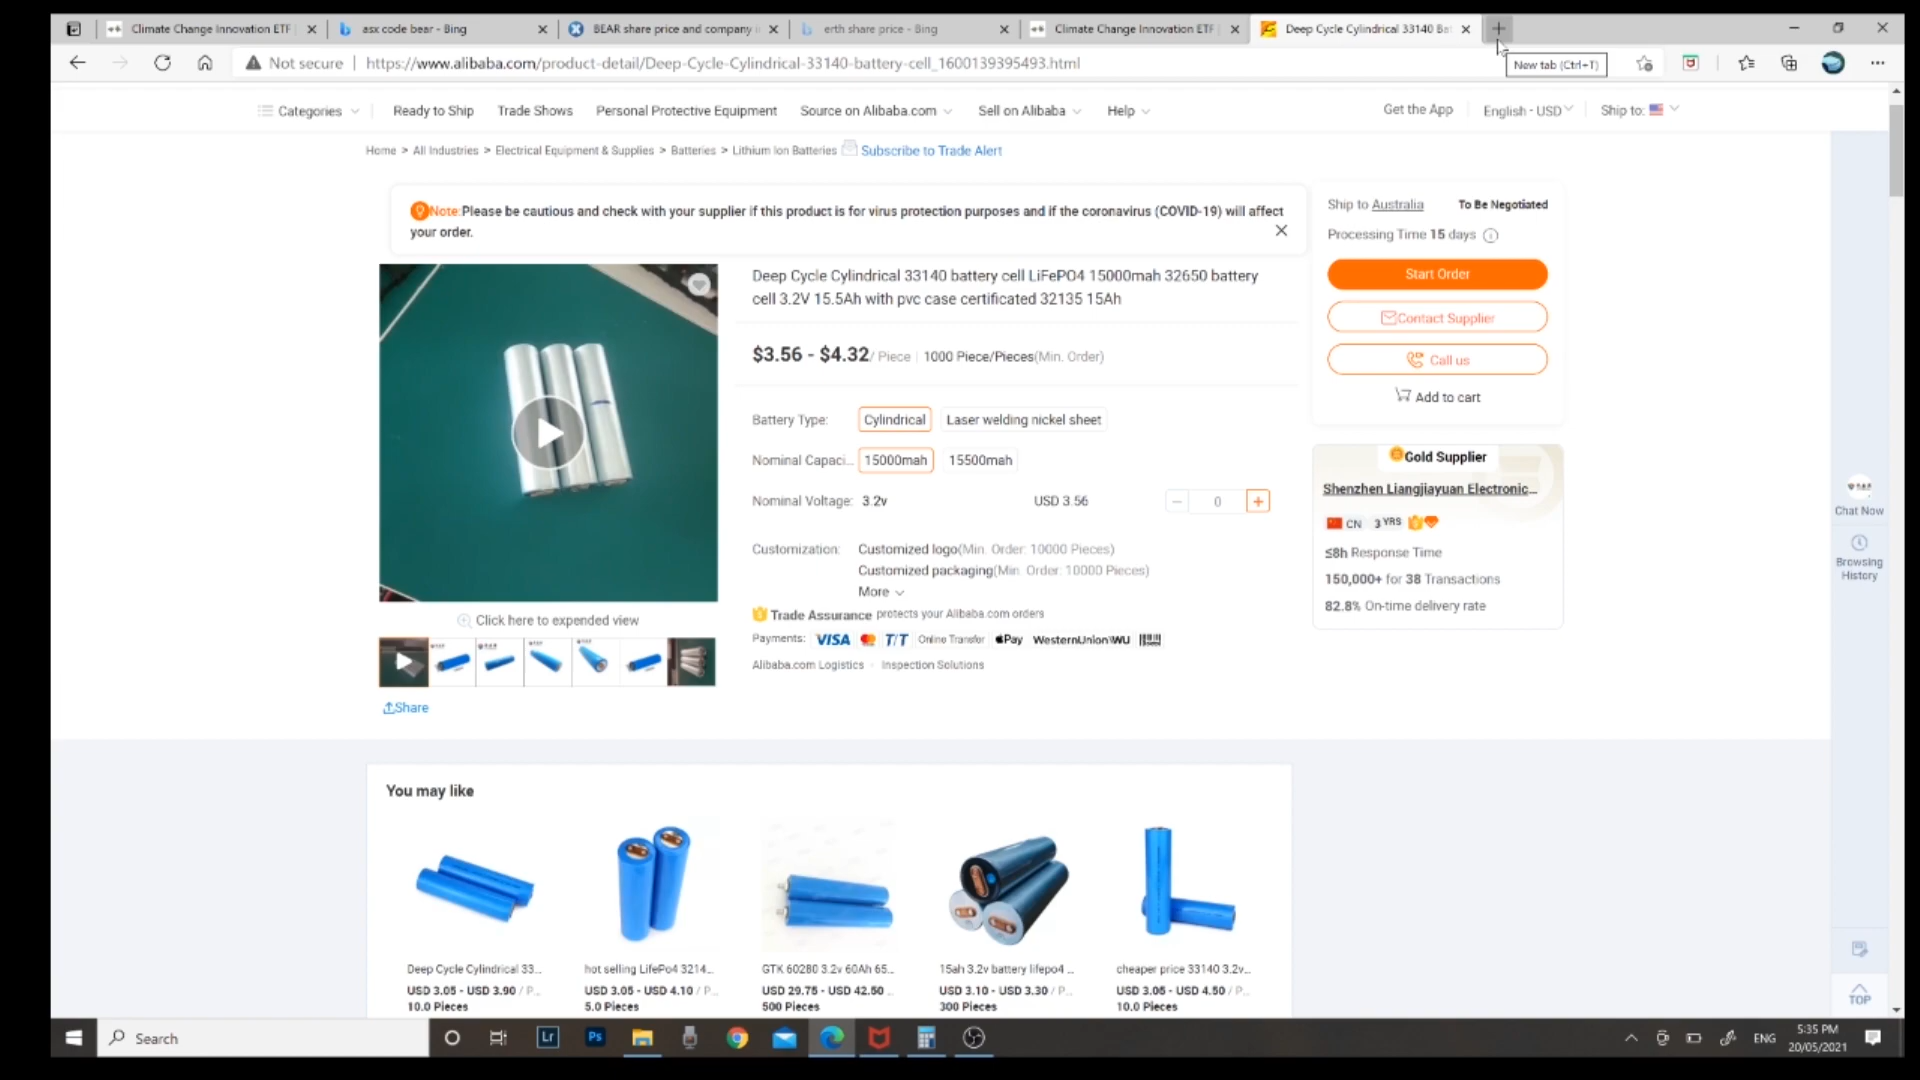 Climate Change Innovation ETF
asx code bear - Bing
BEAR share price and company i
erth share price - Bing
Climate Change Innovation ETF
Deep Cycle Cylindrical 33140 Bat
Not secure
https://www.alibaba.com/product-detail/Deep-Cycle-Cylindrical-33140-battery-cell_1600139395493.html
New tab (Ctrl+T)
Categories
Ready to Ship
Trade Shows
Personal Protective Equipment
Source on Alibaba.com
Sell on Alibaba
Help
Get the App
English - USD
Ship to:
Home > All Industries > Electrical Equipment & Supplies > Batteries > Lithium Ion Batteries
Subscribe to Trade Alert
Note:Please be cautious and check with your supplier if this product is for virus protection purposes and if the coronavirus (COVID-19) will affect
your order.
Ship to Australia
To Be Negotiated
Processing Time 15 days
Start Order
Contact Supplier
Call us
Add to cart
Deep Cycle Cylindrical 33140 battery cell LiFePO4 15000mah 32650 battery
cell 3.2V 15.5Ah with pvc case certificated 32135 15Ah
$3.56 - $4.32/ Piece | 1000 Piece/Pieces(Min. Order)
Battery Type:
Cylindrical
Laser welding nickel sheet
Nominal Capaci...
15000mah
15500mah
Nominal Voltage:
3.2v
USD 3.56
0
Customization:
Customized logo(Min. Order: 10000 Pieces)
Customized packaging(Min. Order: 10000 Pieces)
More
Trade Assurance protects your Alibaba.com orders
Payments: VISA T/T Online Transfer Pay WesternUnion WU
Alibaba.com Logistics · Inspection Solutions
Gold Supplier
Shenzhen Liangjiayuan Electronic...
CN 3 YRS
≤8h Response Time
150,000+ for 38 Transactions
82.8% On-time delivery rate
Chat Now
Browsing
History
TOP
Click here to expended view
Share
You may like
Deep Cycle Cylindrical 33...
USD 3.05 - USD 3.90 / P...
10.0 Pieces
hot selling LifePo4 3214...
USD 3.05 - USD 4.10 / P...
5.0 Pieces
GTK 60280 3.2v 60Ah 65...
USD 29.75 - USD 42.50 ...
500 Pieces
15ah 3.2v battery lifepo4 ...
USD 3.10 - USD 3.30 / P...
300 Pieces
cheaper price 33140 3.2v...
USD 3.05 - USD 4.50 / P...
10.0 Pieces
Search
Lr
Ps
ENG
5:35 PM
20/05/2021